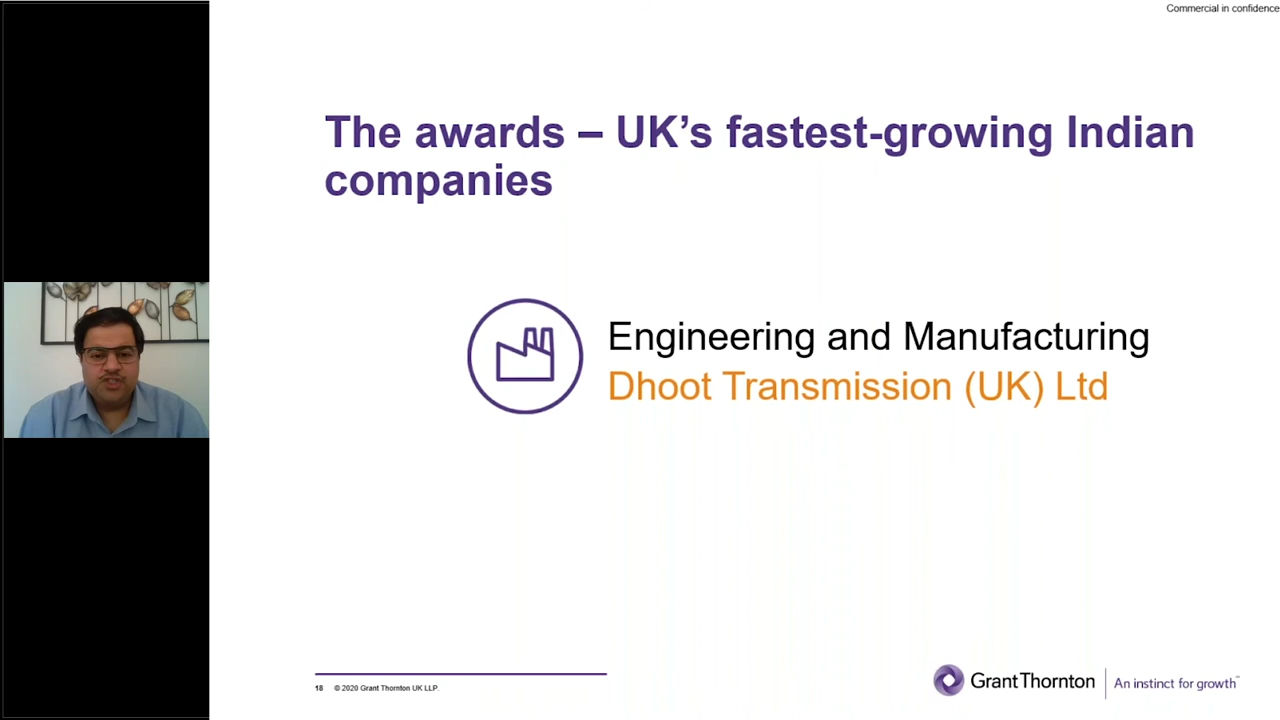 Commercial in confidence
The awards – UK’s fastest-growing Indian
companies
Engineering and Manufacturing
Dhoot Transmission (UK) Ltd
18 © 2020 Grant Thornton UK LLP.
Grant Thornton An instinct for growth™